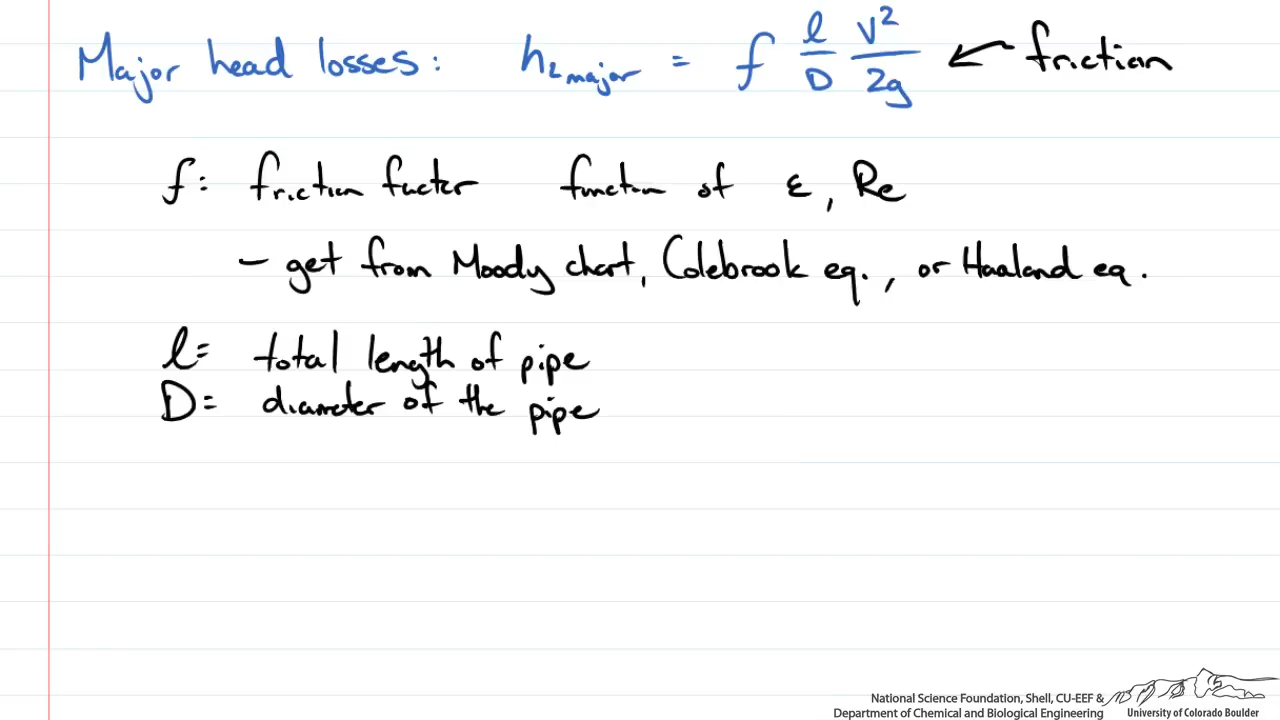 Major head losses: hL major = f l/D V²/2g ← friction
f: friction factor function of ε, Re
- get from Moody chart, Colebrook eq., or Haaland eq.
l= total length of pipe
D= diameter of the pipe
National Science Foundation, Shell, CU-EEF &
Department of Chemical and Biological Engineering
University of Colorado Boulder